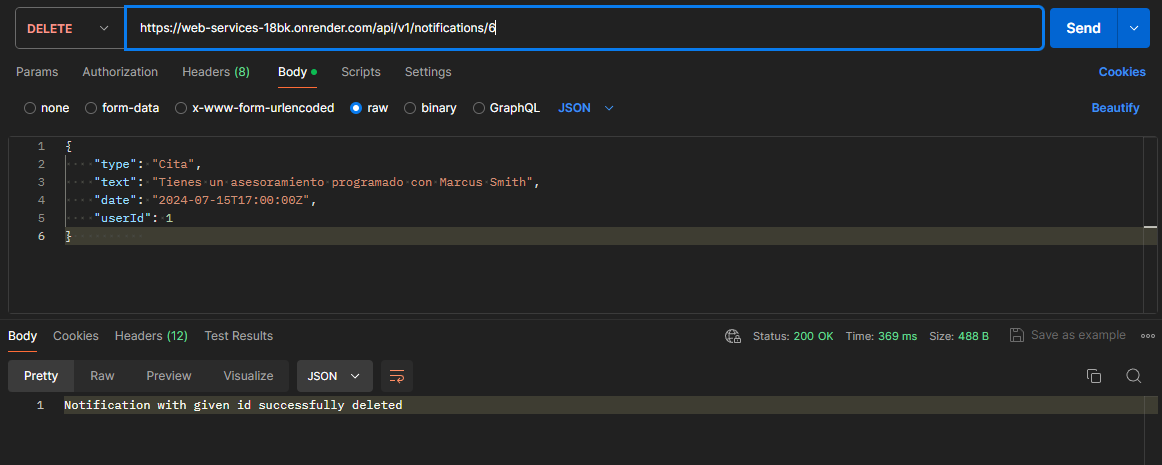 DELETE https://web-services-18bk.onrender.com/api/v1/notifications/6 Send
Params Authorization Headers (8) Body Scripts Settings Cookies
none form-data x-www-form-urlencoded raw binary GraphQL JSON Beautify
1 {
2 "type": "Cita",
3 "text": "Tienes un asesoramiento programado con Marcus Smith",
4 "date": "2024-07-15T17:00:00Z",
5 "userId": 1
6 }
Body Cookies Headers (12) Test Results Status: 200 OK Time: 369 ms Size: 488 B Save as example
Pretty Raw Preview Visualize JSON
1 Notification with given id successfully deleted